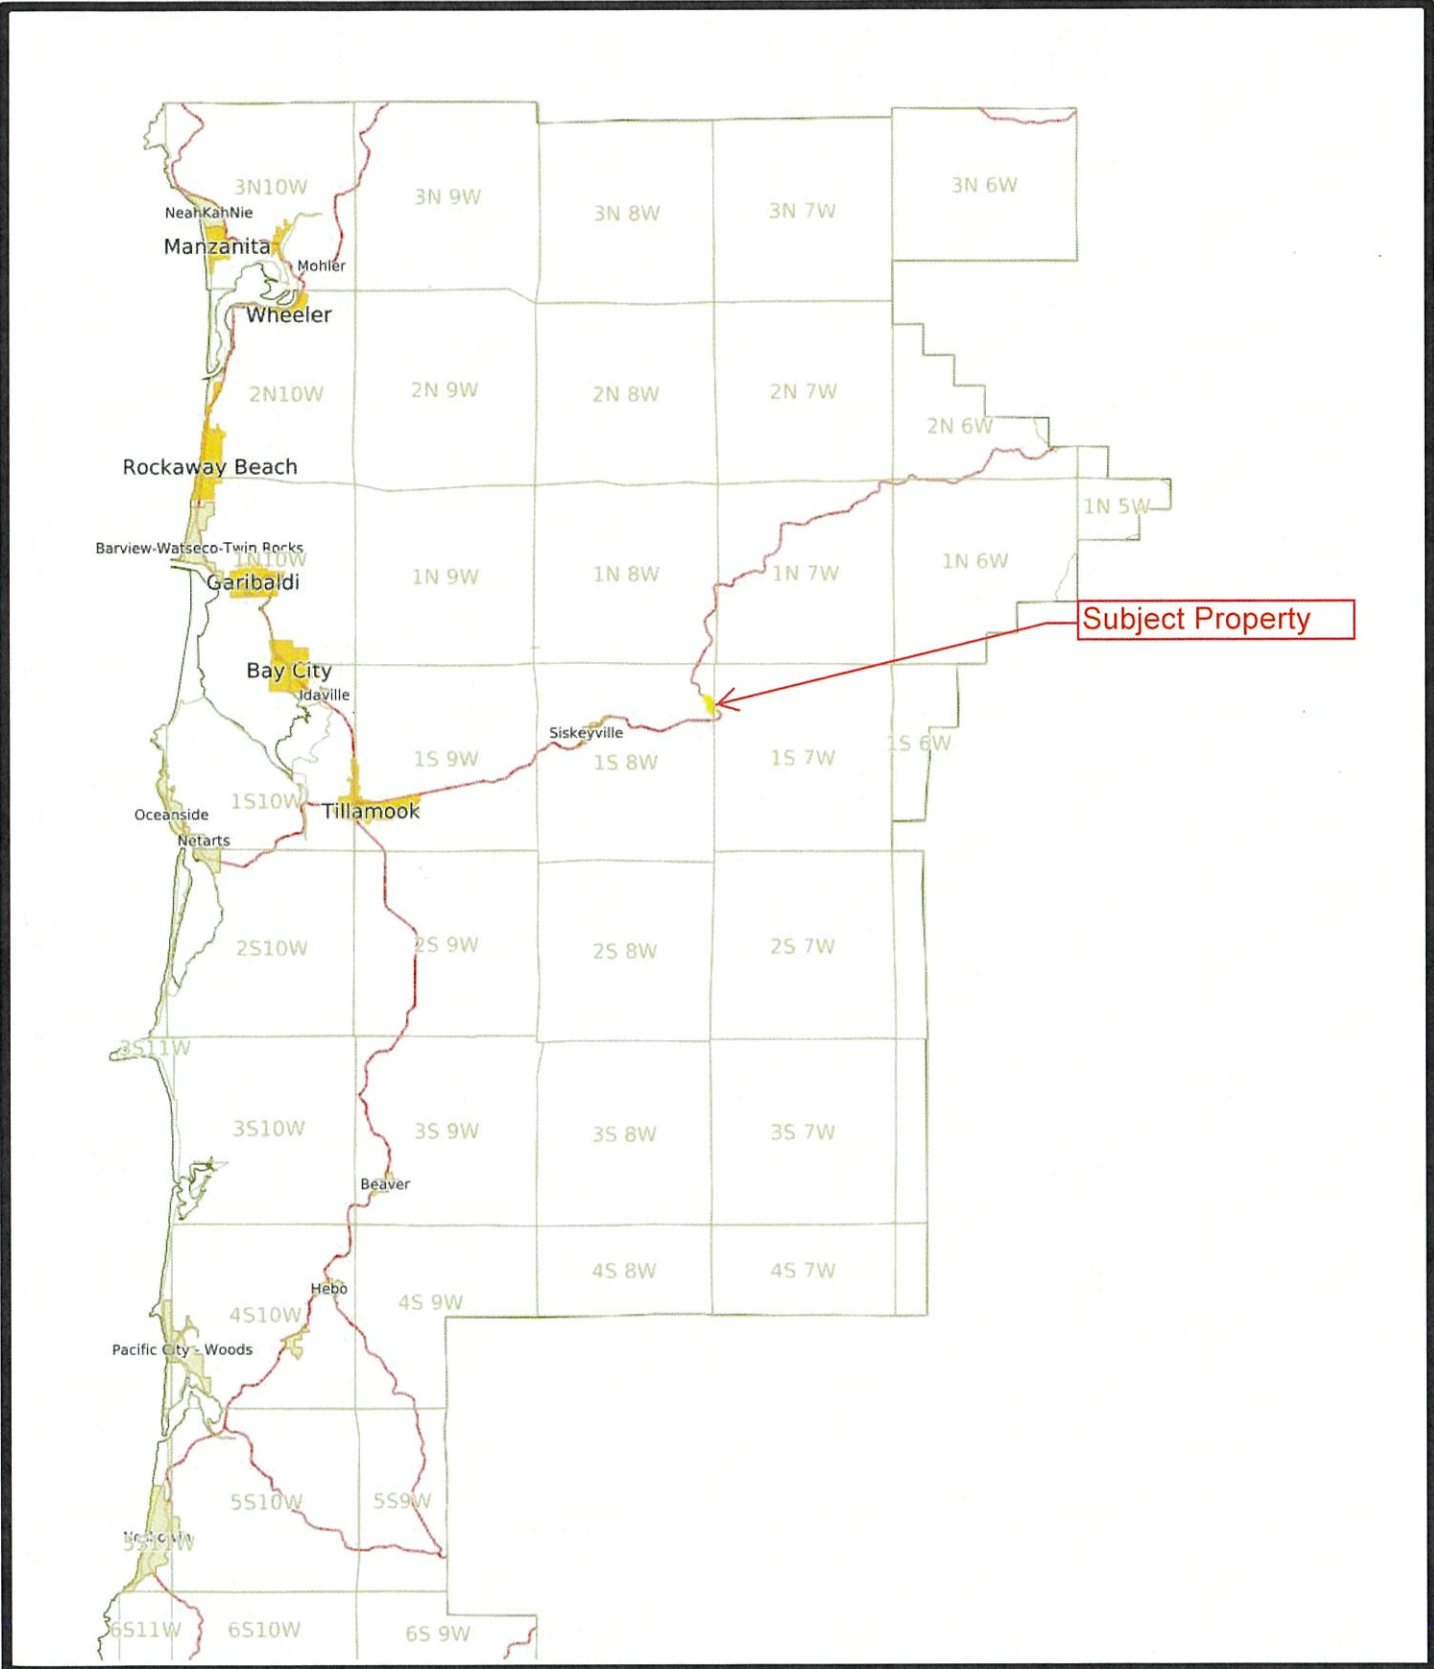 3N10W
3N 9W
3N 8W
3N 7W
3N 6W
NeahKahNie
Manzanita
Mohler
Wheeler
2N10W
2N 9W
2N 8W
2N 7W
2N 6W
Rockaway Beach
1N 5W
Barview-Watseco-Twin Rocks
1N10W
Garibaldi
1N 9W
1N 8W
1N 7W
1N 6W
Subject Property
Bay City
Idaville
Siskeyville
1S 9W
1S 8W
1S 7W
1S 6W
1S10W
Oceanside
Tillamook
Netarts
2S10W
2S 9W
2S 8W
2S 7W
3S11W
3S10W
3S 9W
3S 8W
3S 7W
Beaver
4S 8W
4S 7W
Hebo
4S10W
4S 9W
Pacific City - Woods
5S10W
5S9W
5S11W
6S11W
6S10W
6S 9W